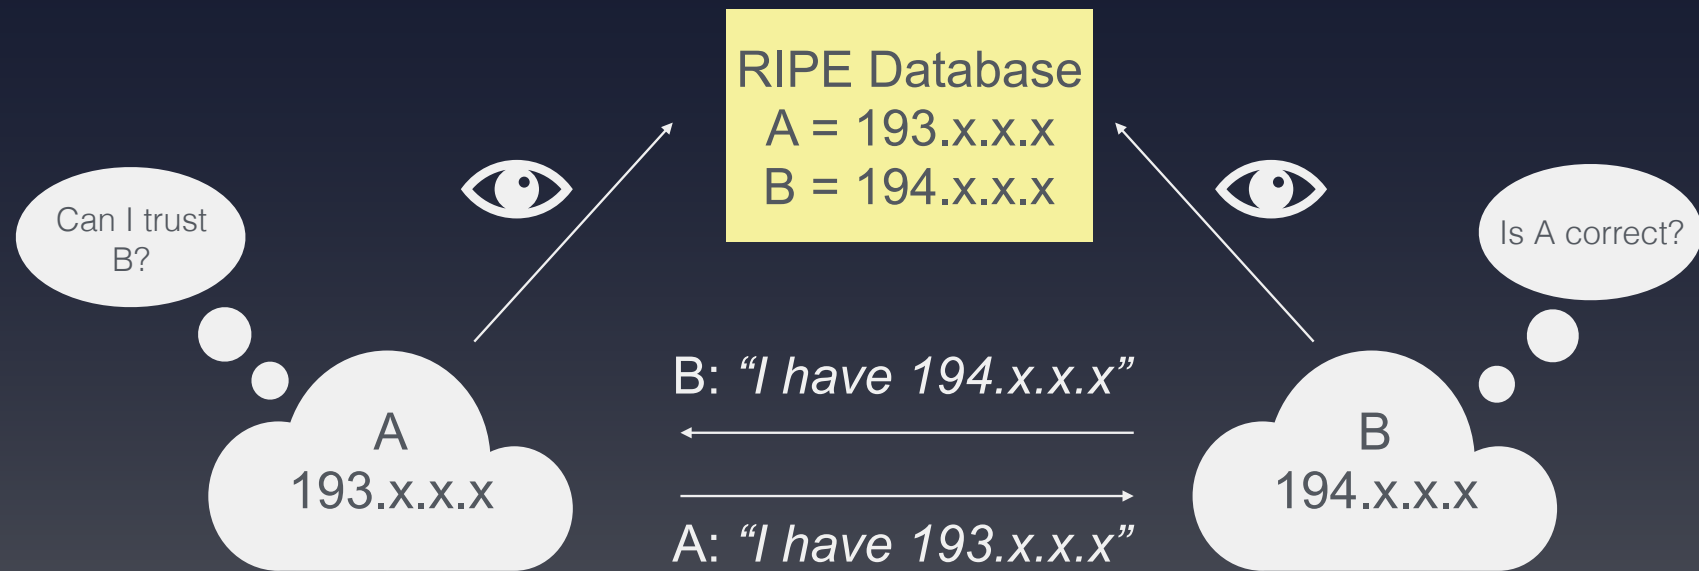 RIPE Database
A = 193.x.x.x
B = 194.x.x.x
Can I trust
B?
Is A correct?
B: “I have 194.x.x.x”
A
193.x.x.x
B
194.x.x.x
A: “I have 193.x.x.x”